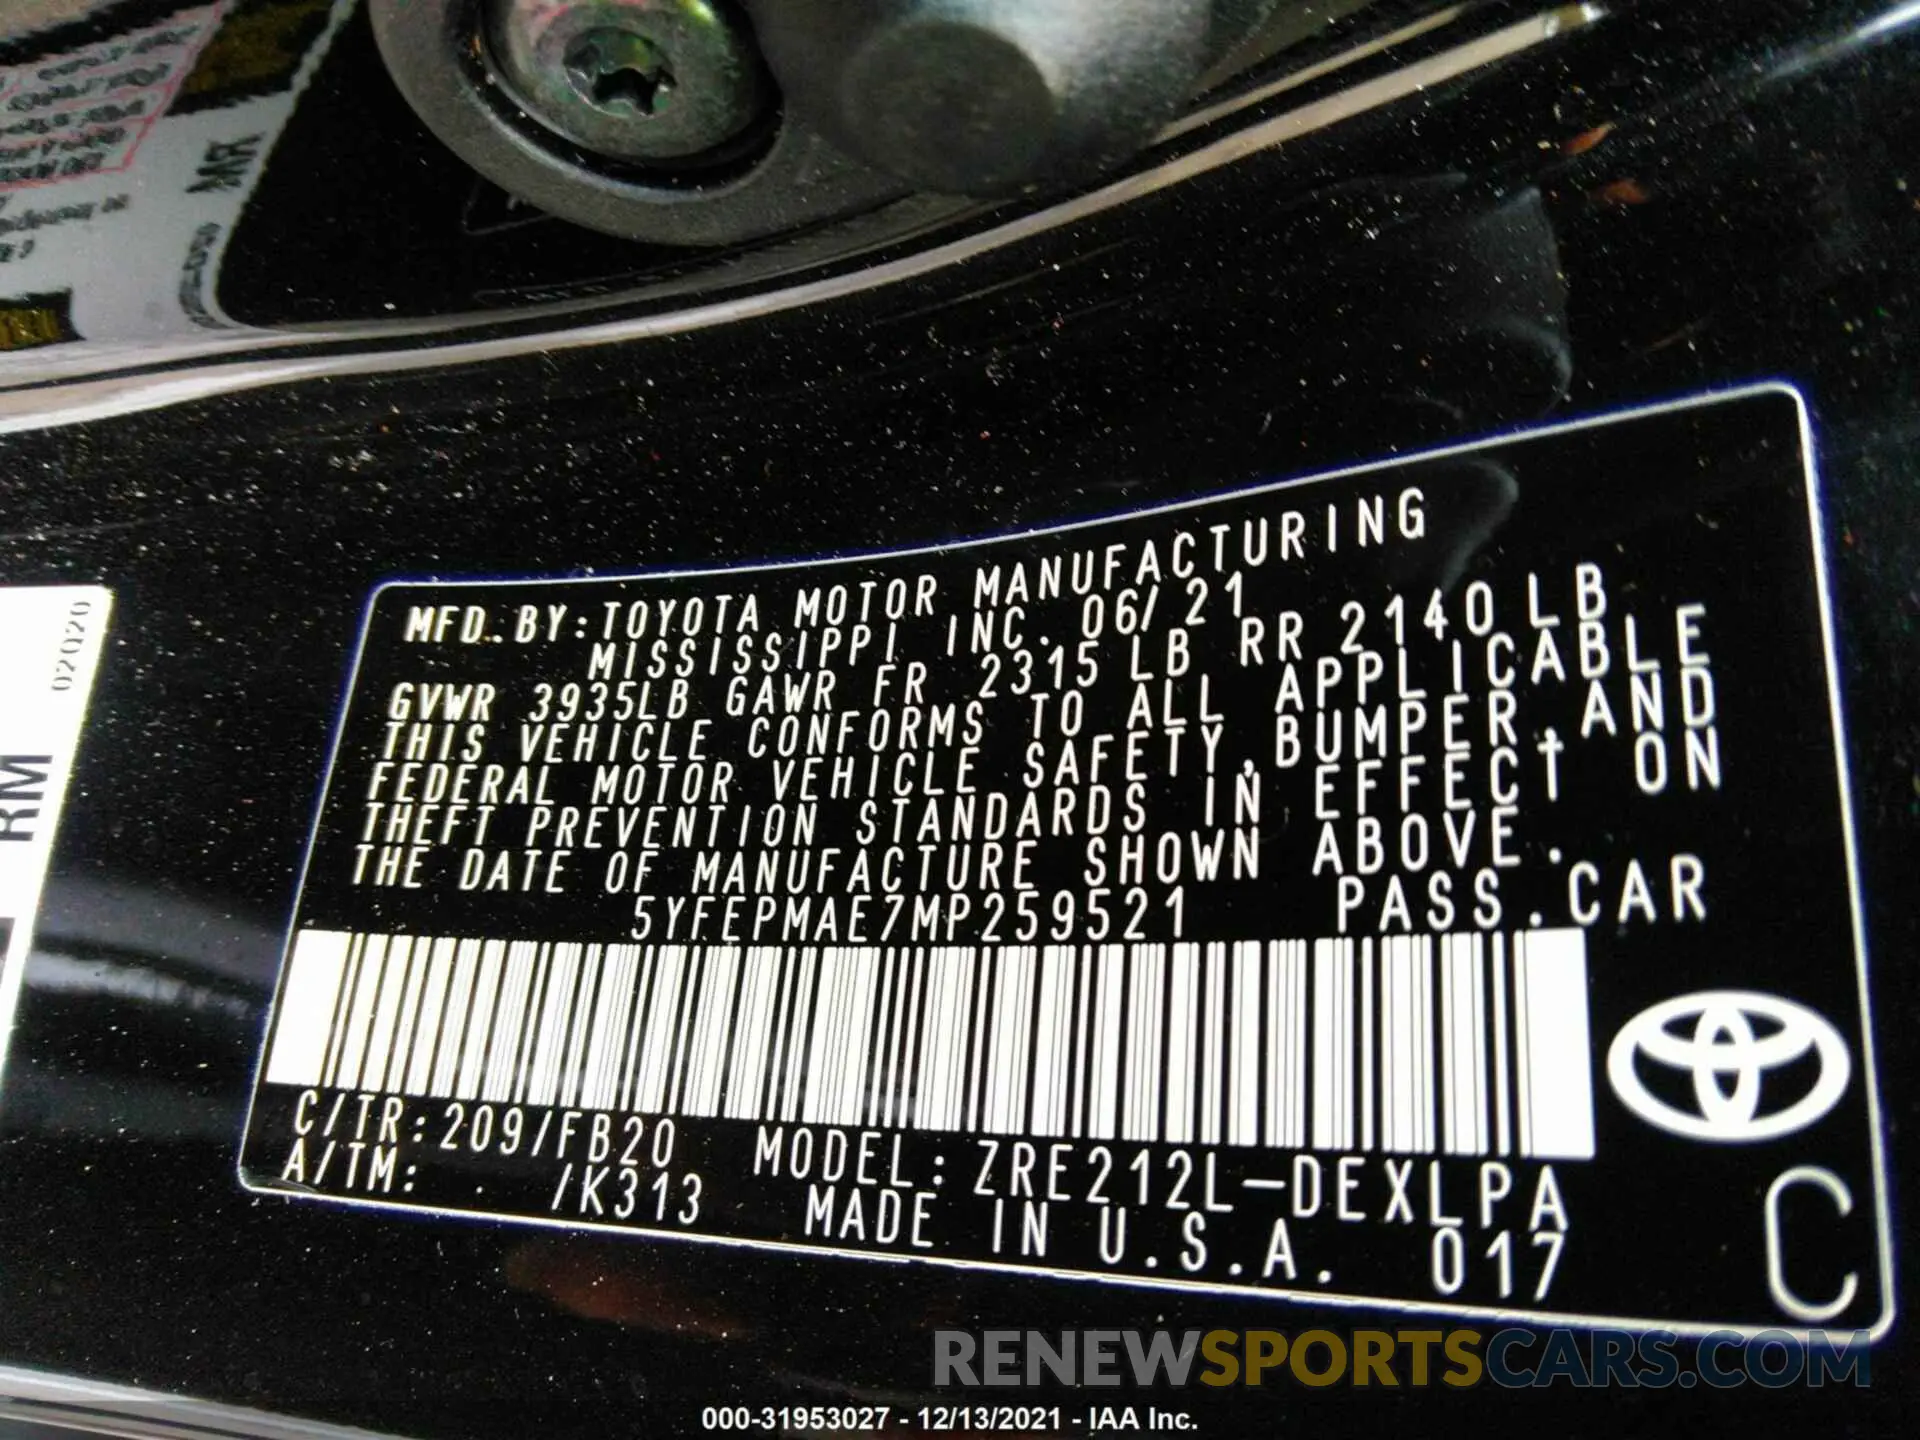 MFD. BY: TOYOTA MOTOR MANUFACTURING
MISSISSIPPI INC. 06/21
GVWR 3935LB GAWR FR 2315 LB RR 2140 LB
THIS VEHICLE CONFORMS TO ALL APPLICABLE
FEDERAL MOTOR VEHICLE SAFETY, BUMPER, AND
THEFT PREVENTION STANDARDS IN EFFECT ON
THE DATE OF MANUFACTURE SHOWN ABOVE.
5YFEPMAE7MP259521 PASS. CAR
C/TR: 209/FB20 MODEL: ZRE212L-DEXLPA
A/TM: . /K313 MADE IN U.S.A. 017
C
02020
RM
RENEWSPORTSCARS.COM
000-31953027 - 12/13/2021 - IAA Inc.